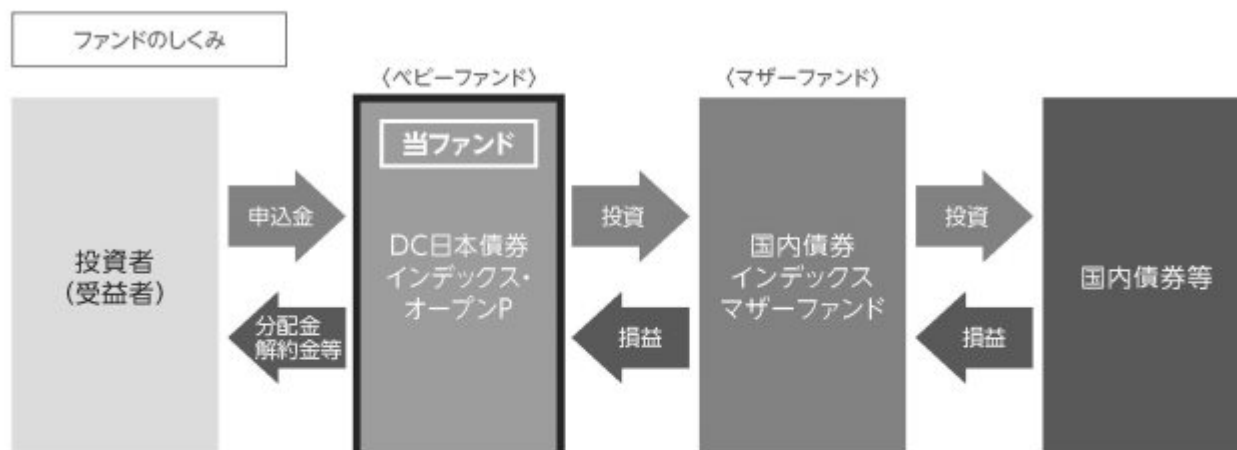 ファンドのしくみ
〈ベビーファンド〉
〈マザーファンド〉
投資者
(受益者)
申込金
分配金
解約金等
当ファンド
DC日本債券
インデックス・
オープンP
投資
損益
国内債券
インデックス
マザーファンド
投資
損益
国内債券等